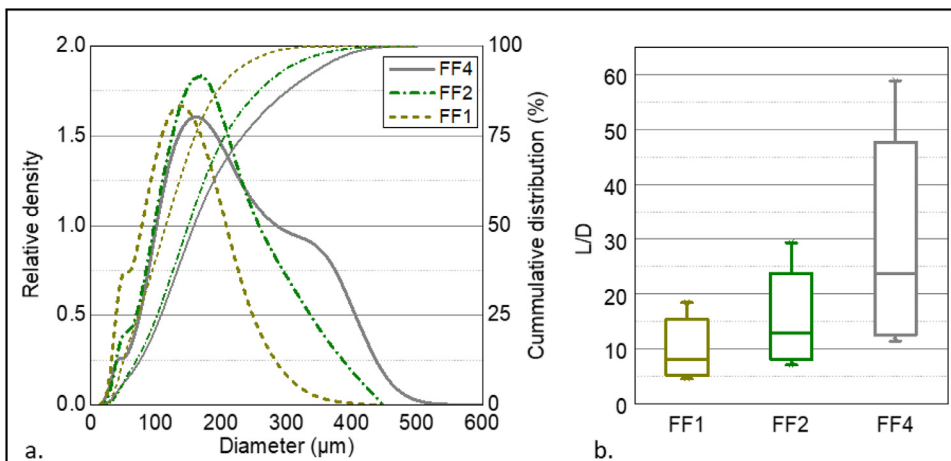 2.0
1.5
1.0
0.5
0.0
Relative density
0 100 200 300 400 500 600
Diameter (µm)
100
75
50
25
0
Cummulative distribution (%)
FF4
FF2
FF1
a.
60
50
40
30
20
10
0
L/D
FF1 FF2 FF4
b.